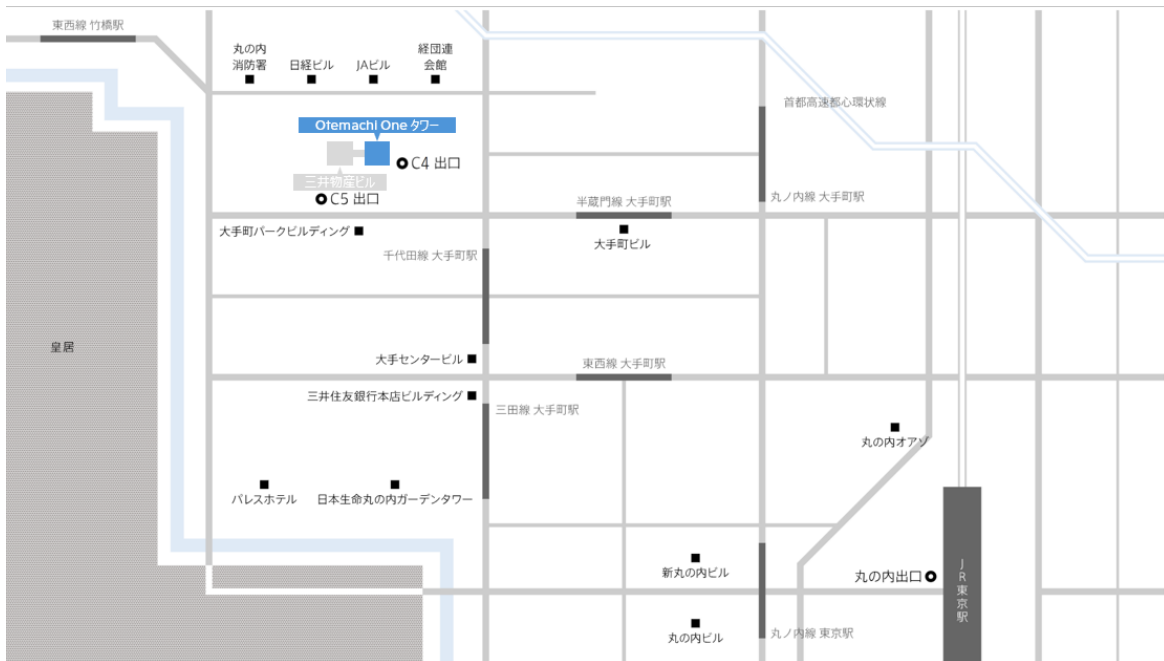 東西線 竹橋駅
丸の内
消防署
日経ビル
JAビル
経団連
会館
首都高速都心環状線
Otemachi One タワー
C4 出口
三井物産ビル
C5 出口
丸ノ内線 大手町駅
半蔵門線 大手町駅
大手町パークビルディング
大手町ビル
千代田線 大手町駅
皇居
大手センタービル
東西線 大手町駅
三井住友銀行本店ビルディング
三田線 大手町駅
丸の内オアゾ
パレスホテル
日本生命丸の内ガーデンタワー
新丸の内ビル
丸の内出口
JR東京駅
丸の内ビル
丸ノ内線 東京駅